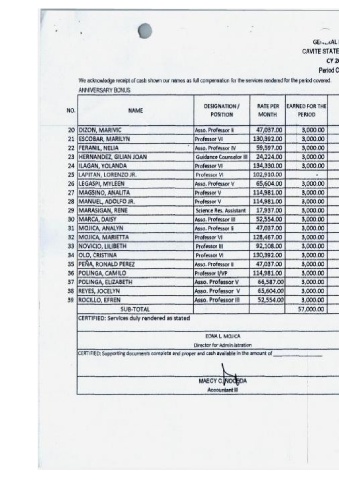 CAVITE STATE
CY 2
Period C
We acknowledge receipt of cash shown our names as full compensation for the services rendered for the period covered.
ANNIVERSARY BONUS
NO. NAME DESIGNATION / POSITION RATE PER MONTH EARNED FOR THE PERIOD
20 DIZON, MARIVIC Asso. Professor II 47,037.00 3,000.00
21 ESCOBAR, MARILYN Professor VI 130,392.00 3,000.00
22 FERANIL, NELIA Asso. Professor IV 59,597.00 3,000.00
23 HERNANDEZ, GILIAN JOAN Guidance Counselor III 24,224.00 3,000.00
24 ILAGAN, YOLANDA Professor VI 134,330.00 3,000.00
25 LAPITAN, LORENZO JR. Professor VI 102,910.00 -
26 LEGASPI, MYLEEN Asso. Professor V 65,604.00 3,000.00
27 MAGSINO, ANALITA Professor V 114,981.00 3,000.00
28 MANUEL, ADOLFO JR. Professor V 114,981.00 3,000.00
29 MARASIGAN, RENE Science Res. Assistant 17,937.00 3,000.00
30 MARCA, DAISY Asso. Professor III 52,554.00 3,000.00
31 MOJICA, ANALYN Asso. Professor II 47,037.00 3,000.00
32 MOJICA, MARIETTA Professor VI 128,467.00 3,000.00
33 NOVICIO, LILIBETH Professor III 92,108.00 3,000.00
34 OLO, CRISTINA Professor VI 130,392.00 3,000.00
35 PEÑA, RONALD PEREZ Asso. Professor II 47,037.00 3,000.00
36 POLINGA, CAMILO Professor I/VP 114,981.00 3,000.00
37 POLINGA, ELIZABETH Asso. Professor V 66,587.00 3,000.00
38 REYES, JOCELYN Asso. Professor V 65,604.00 3,000.00
39 ROCILLO, EFREN Asso. Professor III 52,554.00 3,000.00
SUB-TOTAL 57,000.00
CERTIFIED: Services duly rendered as stated
EDNA L. MOJICA
Director for Administration
CERTIFIED: Supporting documents complete and proper and cash available in the amount of
MAECY C. NOCEDA
Accountant III